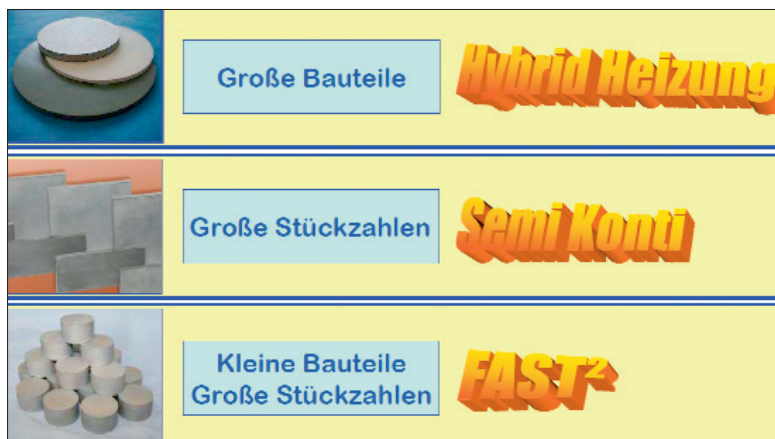 Große Bauteile
Hybrid Heizung
Große Stückzahlen
Semi Konti
Kleine Bauteile
Große Stückzahlen
FAST²